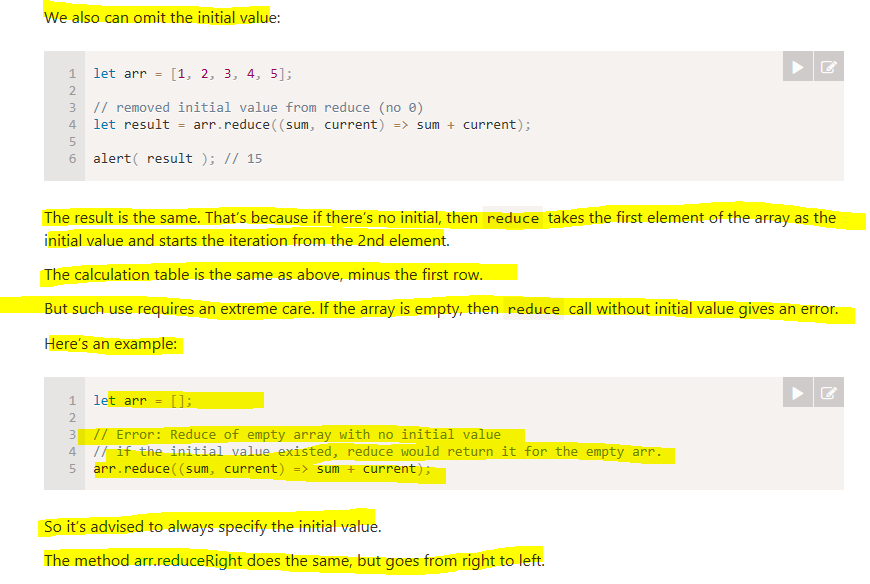 We also can omit the initial value:
1 let arr = [1, 2, 3, 4, 5];
2
3 // removed initial value from reduce (no 0)
4 let result = arr.reduce((sum, current) => sum + current);
5
6 alert( result ); // 15
The result is the same. That's because if there's no initial, then reduce takes the first element of the array as the
initial value and starts the iteration from the 2nd element.
The calculation table is the same as above, minus the first row.
But such use requires an extreme care. If the array is empty, then reduce call without initial value gives an error.
Here's an example:
1 let arr = [];
2
3 // Error: Reduce of empty array with no initial value
4 // if the initial value existed, reduce would return it for the empty arr.
5 arr.reduce((sum, current) => sum + current);
So it's advised to always specify the initial value.
The method arr.reduceRight does the same, but goes from right to left.